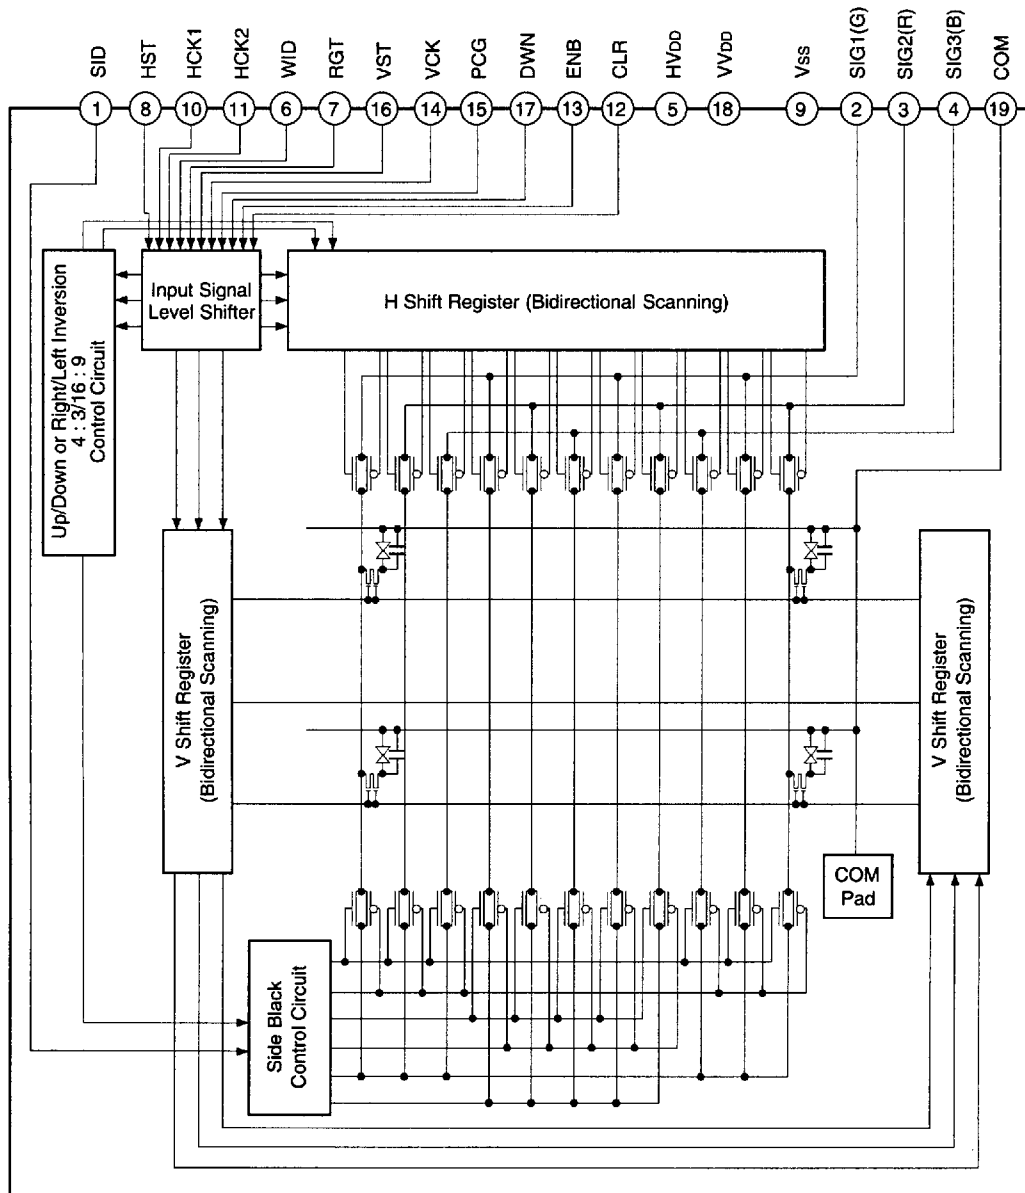 SID
HST
HCK1
HCK2
WID
RGT
VST
VCK
PCG
DWN
ENB
CLR
HVDD
VVDD
Vss
SIG1(G)
SIG2(R)
SIG3(B)
COM
1
8
10
11
6
7
16
14
15
17
13
12
5
18
9
2
3
4
19
Up/Down or Right/Left Inversion
4 : 3/16 : 9
Control Circuit
Input Signal
Level Shifter
H Shift Register (Bidirectional Scanning)
V Shift Register
(Bidirectional Scanning)
V Shift Register
(Bidirectional Scanning)
COM
Pad
Side Black
Control Circuit